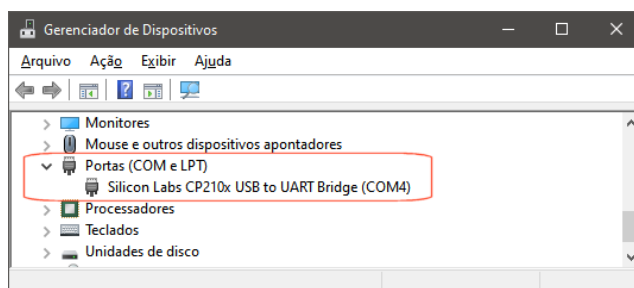 Gerenciador de Dispositivos
Arquivo Ação Exibir Ajuda
Monitores
Mouse e outros dispositivos apontadores
Portas (COM e LPT)
Silicon Labs CP210x USB to UART Bridge (COM4)
Processadores
Teclados
Unidades de disco